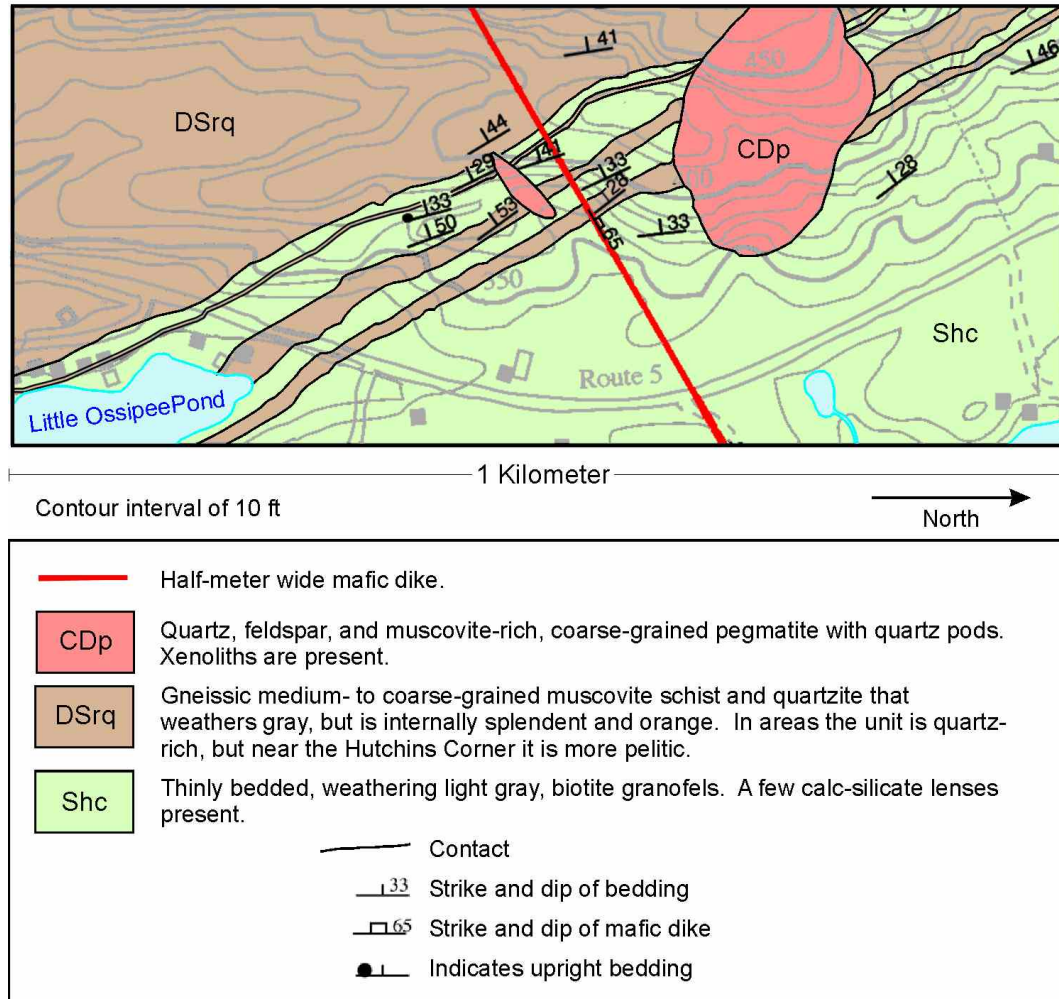 41
46
450
DSrq
44
CDp
41
29
33
400
28
33
28
33
50
53
65
33
350
Shc
Route 5
Little OssipeePond
1 Kilometer
Contour interval of 10 ft
North
Half-meter wide mafic dike.
CDp
Quartz, feldspar, and muscovite-rich, coarse-grained pegmatite with quartz pods.
Xenoliths are present.
DSrq
Gneissic medium- to coarse-grained muscovite schist and quartzite that
weathers gray, but is internally splendent and orange. In areas the unit is quartz-
rich, but near the Hutchins Corner it is more pelitic.
Shc
Thinly bedded, weathering light gray, biotite granofels. A few calc-silicate lenses
present.
Contact
33 Strike and dip of bedding
65 Strike and dip of mafic dike
Indicates upright bedding